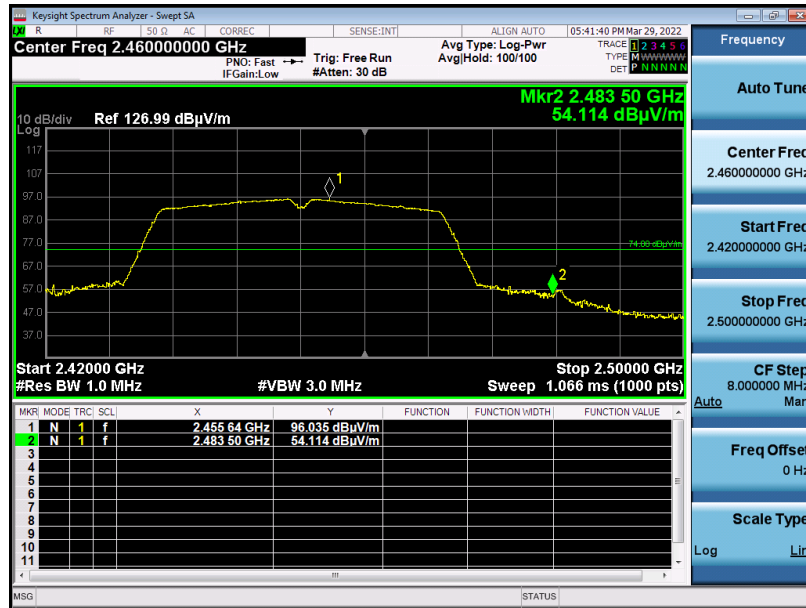 Keysight Spectrum Analyzer - Swept SA
LXI R RF 50 Ω AC CORREC SENSE:INT ALIGN AUTO 05:41:40 PM Mar 29, 2022
Center Freq 2.460000000 GHz
PNO: Fast
IFGain:Low
Trig: Free Run
#Atten: 30 dB
Avg Type: Log-Pwr
Avg|Hold: 100/100
TRACE 1 2 3 4 5 6
TYPE M WWWWW
DET P N N N N N
Mkr2 2.483 50 GHz
54.114 dBµV/m
10 dB/div Ref 126.99 dBµV/m
Log
117
107
97.0
87.0
77.0
67.0
57.0
47.0
37.0
1
74.00 dBµV/m
2
Start 2.42000 GHz Stop 2.50000 GHz
#Res BW 1.0 MHz #VBW 3.0 MHz Sweep 1.066 ms (1000 pts)
MKR MODE TRC SCL X Y FUNCTION FUNCTION WIDTH FUNCTION VALUE
1 N 1 f 2.455 64 GHz 96.035 dBµV/m
2 N 1 f 2.483 50 GHz 54.114 dBµV/m
3
4
5
6
7
8
9
10
11
MSG STATUS
Frequency
Auto Tune
Center Freq
2.460000000 GHz
Start Freq
2.420000000 GHz
Stop Freq
2.500000000 GHz
CF Step
8.000000 MHz
Auto Man
Freq Offset
0 Hz
Scale Type
Log Lin